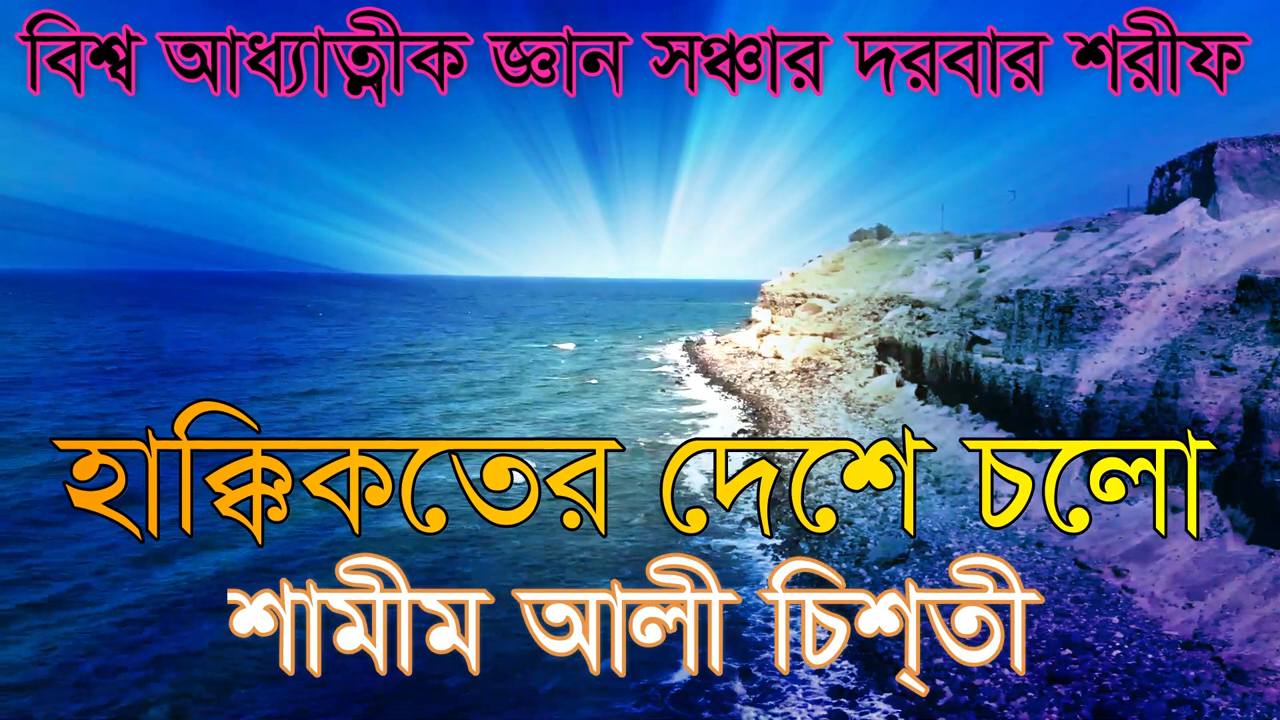 বিশ্ব আধ্যাত্নীক জ্ঞান সঞ্চার দরবার শরীফ
হাক্কিকতের দেশে চলো
শামীম আলী চিশ্‌তী